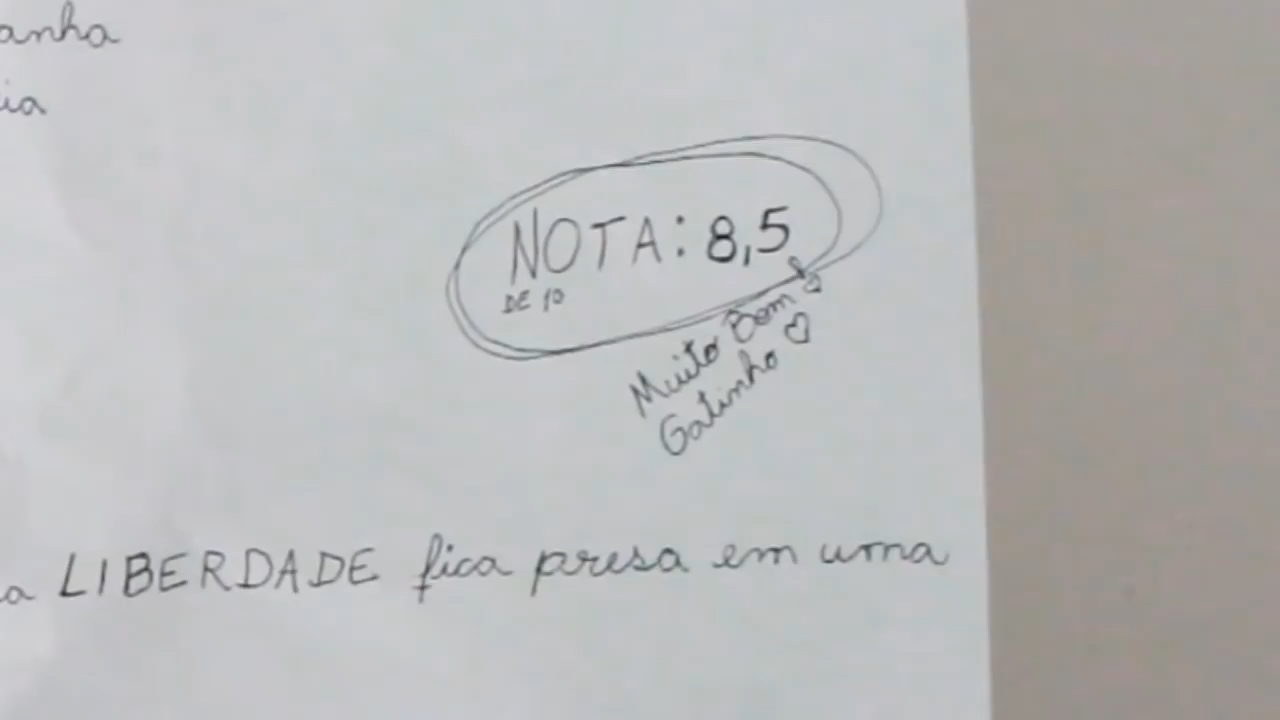 anha
ia
NOTA: 8,5
DE 10
Muito Bem
Gatinho
a LIBERDADE fica presa em uma